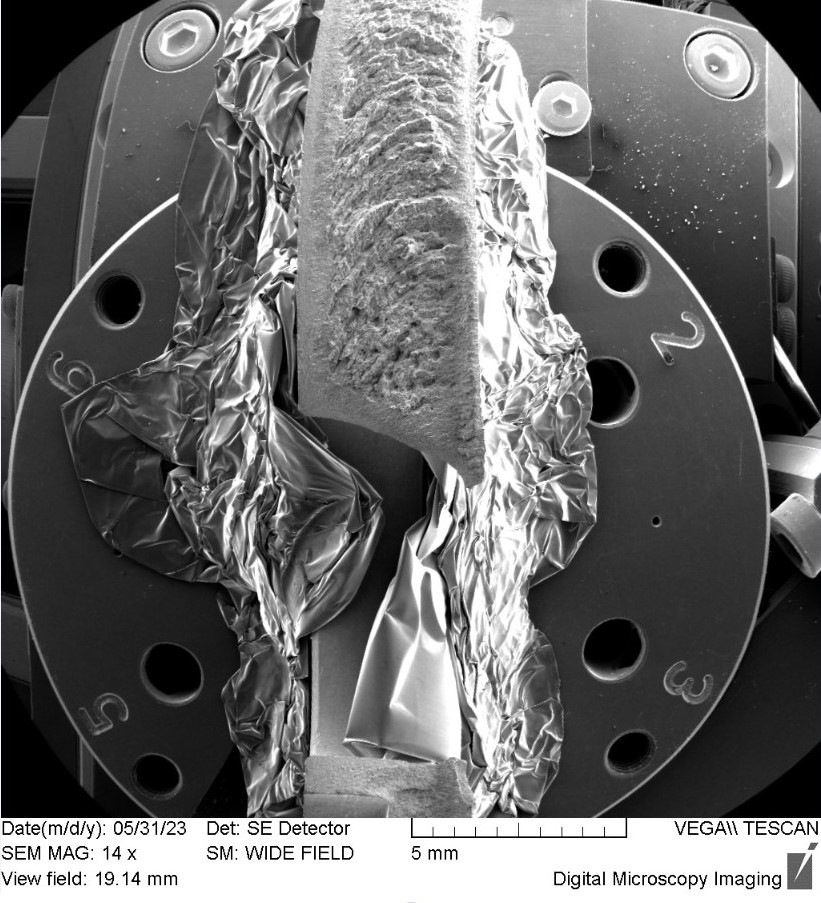 2
6
3
5
Date(m/d/y): 05/31/23 Det: SE Detector
SEM MAG: 14 x SM: WIDE FIELD 5 mm VEGA\\ TESCAN
View field: 19.14 mm Digital Microscopy Imaging